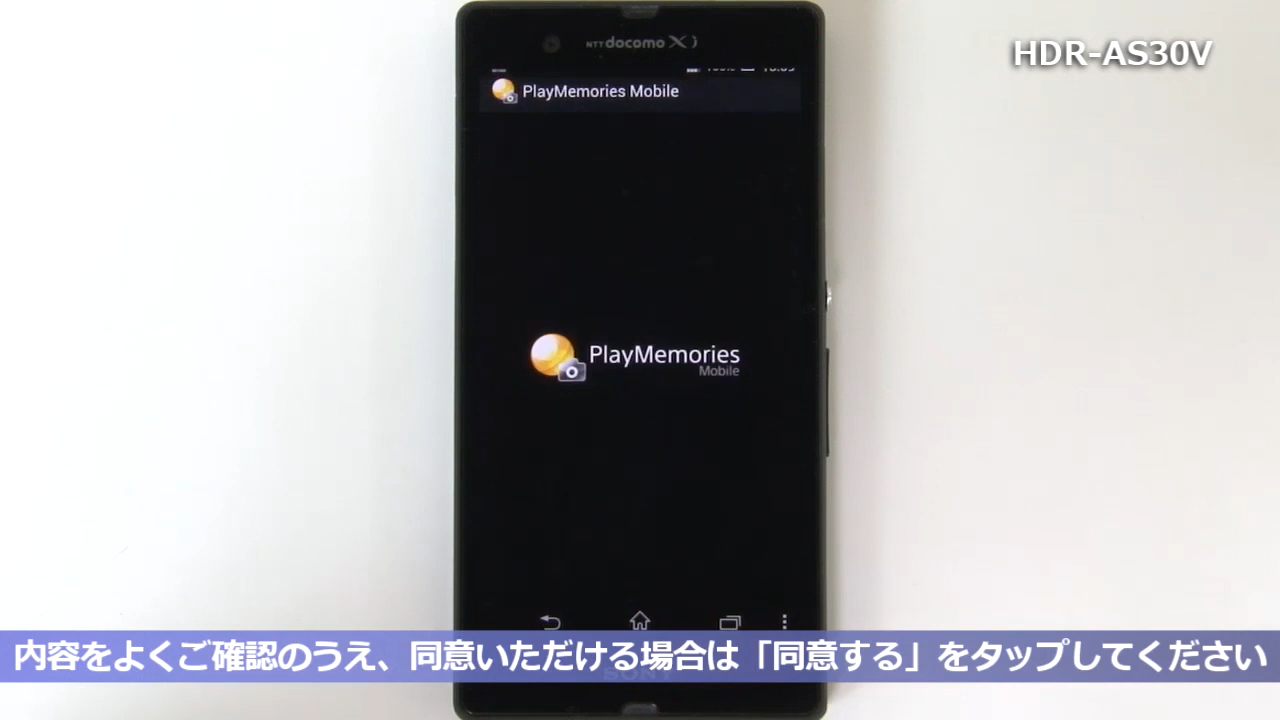 NTT docomo Xi
HDR-AS30V
PlayMemories Mobile
PlayMemories
Mobile
内容をよくご確認のうえ、同意いただける場合は「同意する」をタップしてください
SONY